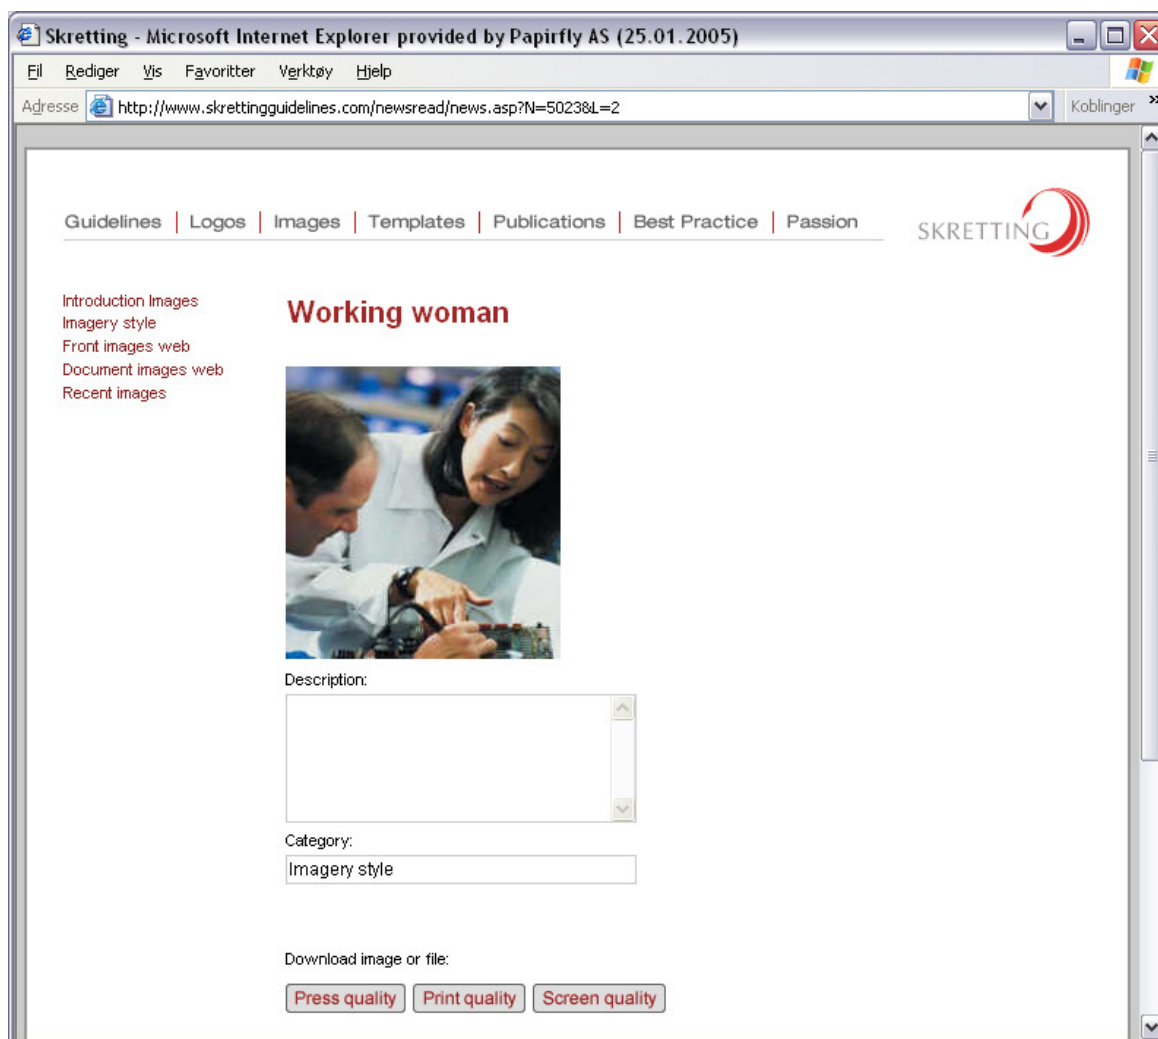 Skretting - Microsoft Internet Explorer provided by Papirfly AS (25.01.2005)
Fil Rediger Vis Favoritter Verktøy Hjelp
Adresse http://www.skrettingguidelines.com/newsread/news.asp?N=5023&L=2 Koblinger »
Guidelines | Logos | Images | Templates | Publications | Best Practice | Passion
SKRETTING
Introduction Images
Imagery style
Front images web
Document images web
Recent images
Working woman
Description:
Category:
Imagery style
Download image or file:
Press quality Print quality Screen quality